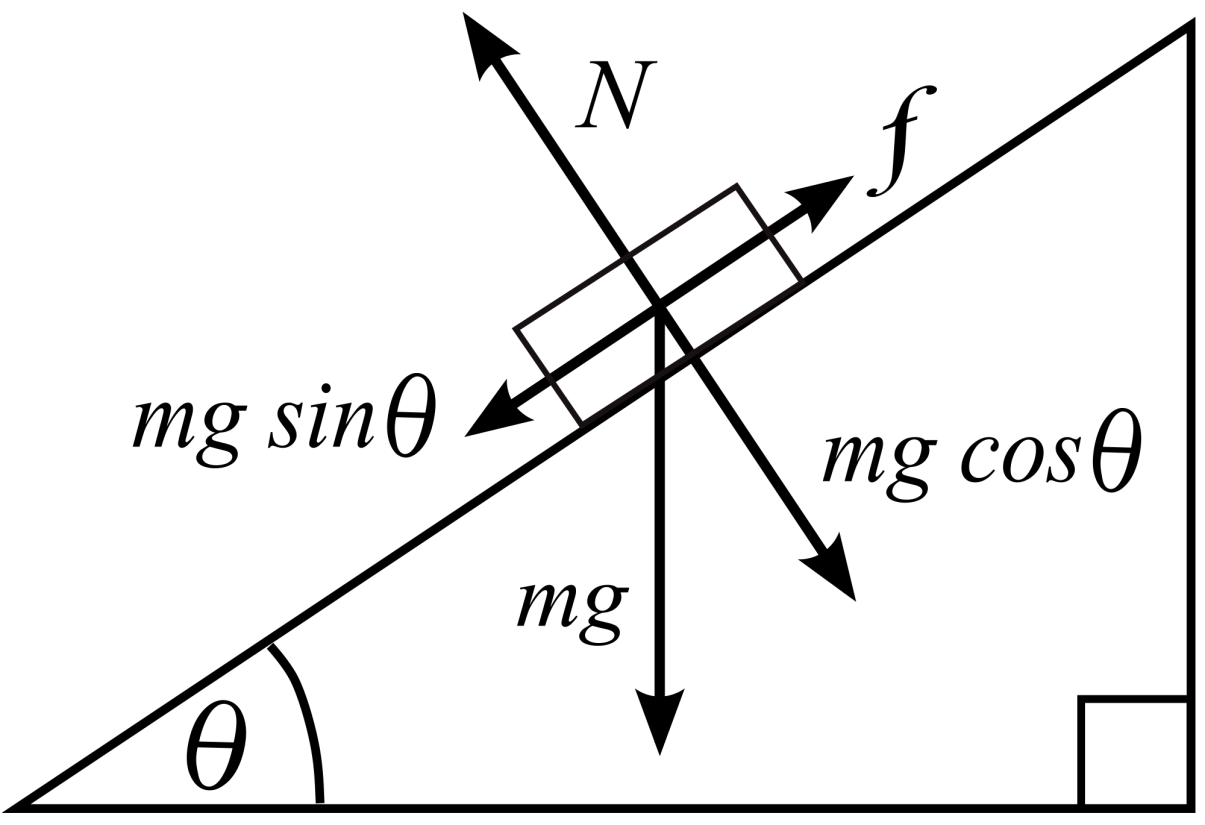 N
f
mg sinθ
mg cosθ
mg
θ